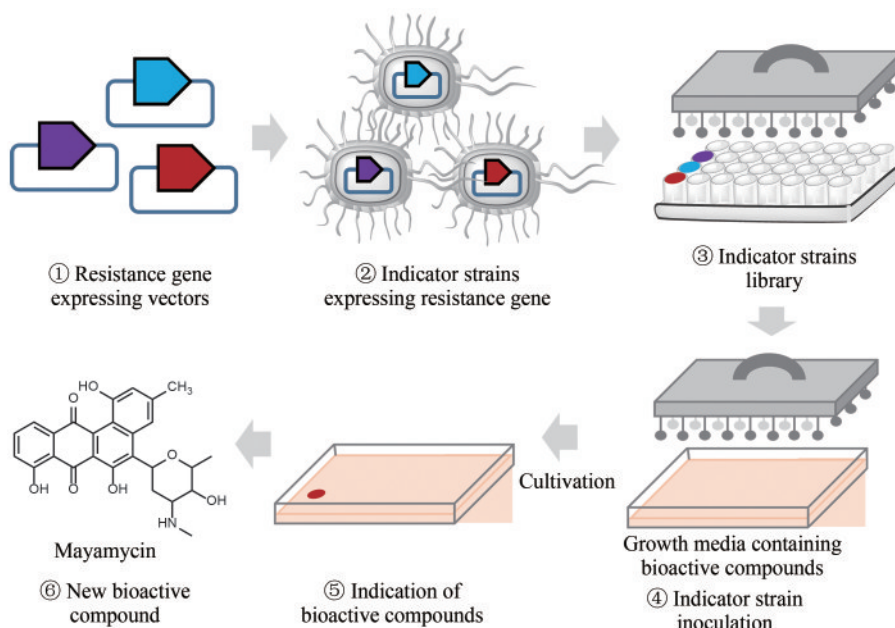 ① Resistance gene
expressing vectors
② Indicator strains
expressing resistance gene
③ Indicator strains
library
Growth media containing
bioactive compounds
④ Indicator strain
inoculation
Cultivation
⑤ Indication of
bioactive compounds
HO
CH₃
O
O
O
OH
OH
OH
HN
Mayamycin
⑥ New bioactive
compound